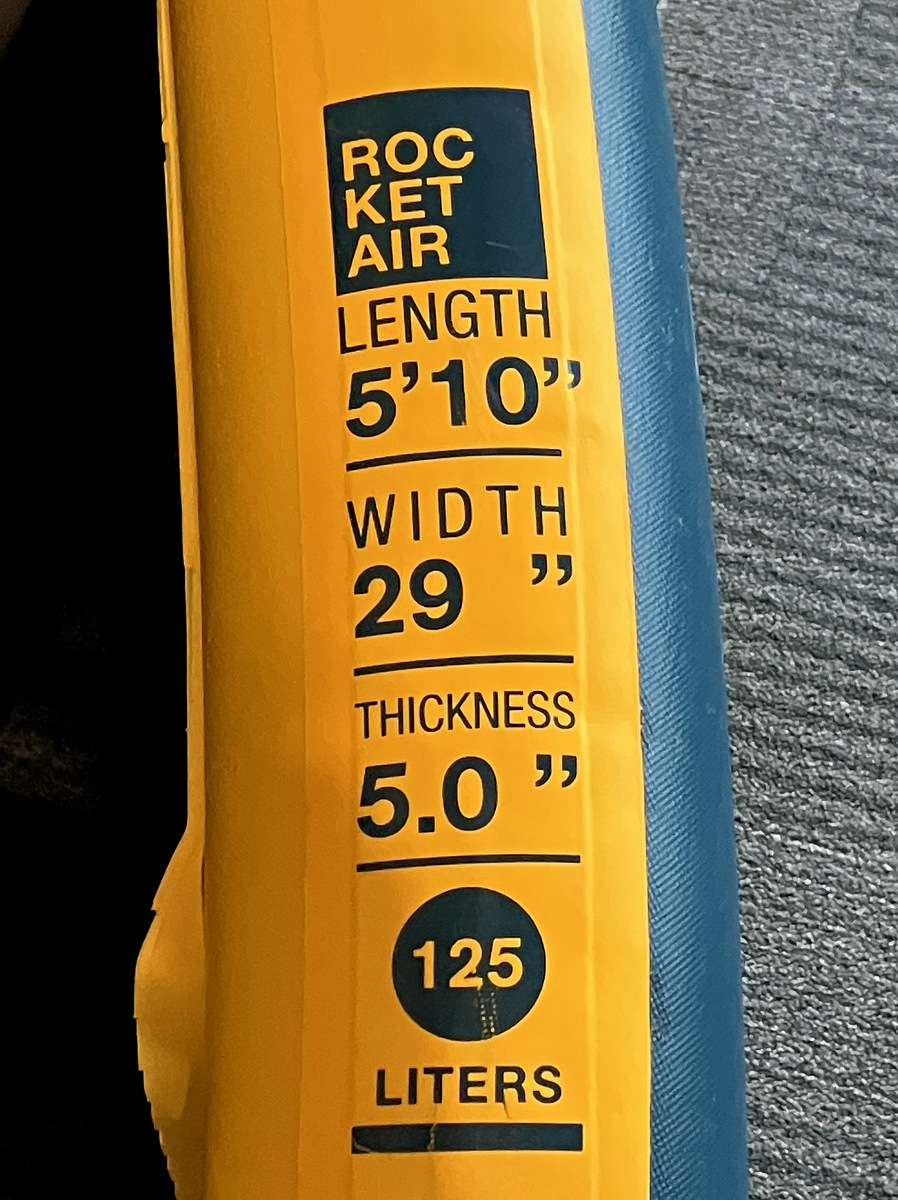 ROC
KET
AIR
LENGTH
5’10”
WIDTH
29 ”
THICKNESS
5.0 ”
125
LITERS